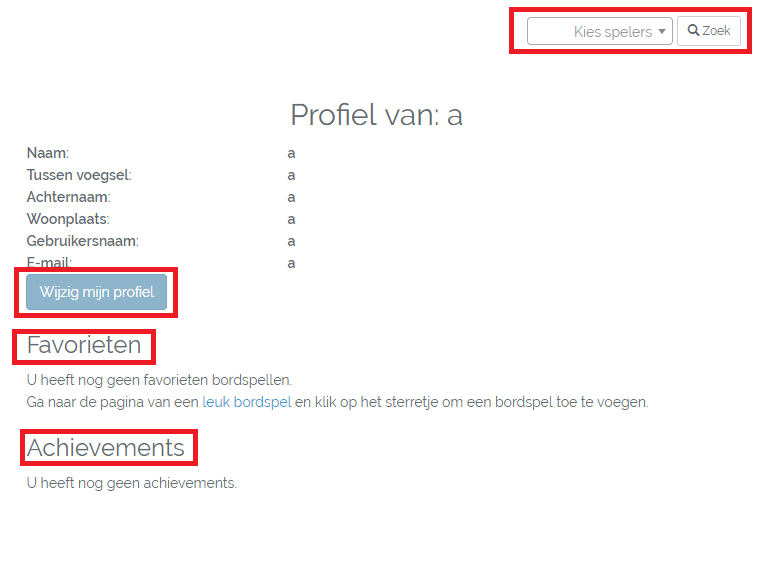 Kies spelers Zoek
Profiel van: a
Naam: a
Tussen voegsel: a
Achternaam: a
Woonplaats: a
Gebruikersnaam: a
E-mail: a
Wijzig mijn profiel
Favorieten
U heeft nog geen favorieten bordspellen.
Ga naar de pagina van een leuk bordspel en klik op het sterretje om een bordspel toe te voegen.
Achievements
U heeft nog geen achievements.